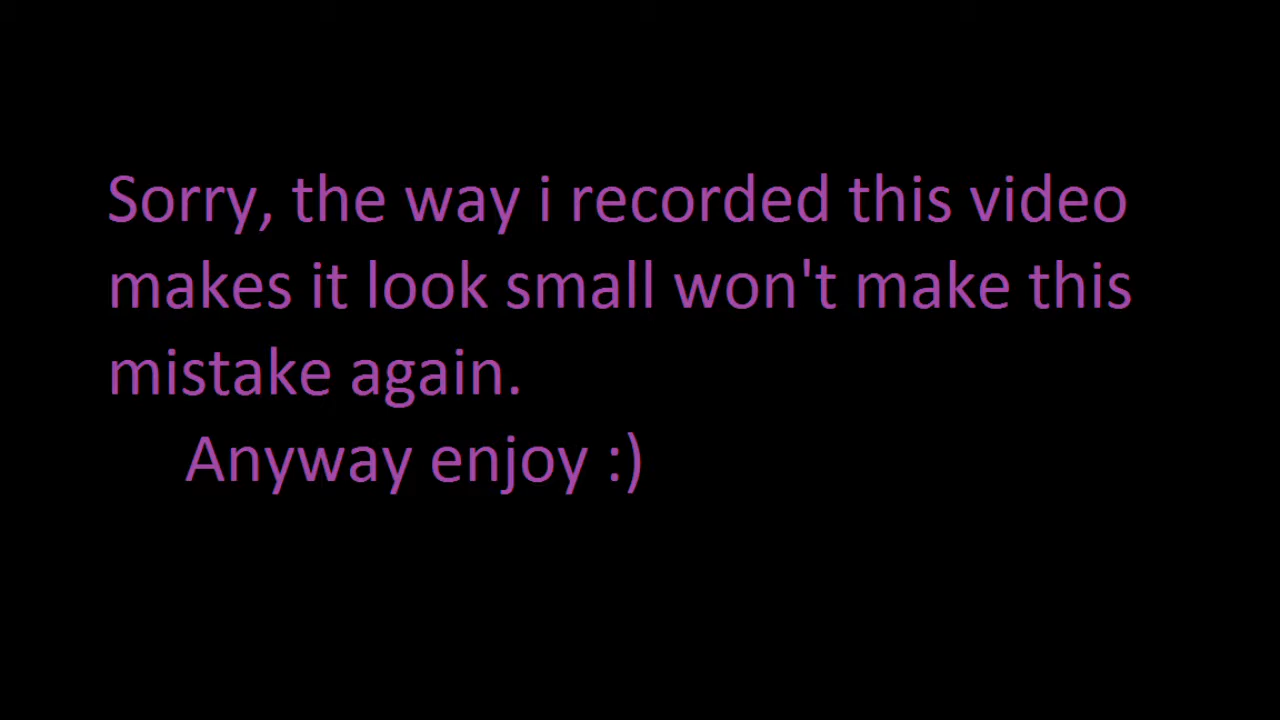 Sorry, the way i recorded this video
makes it look small won't make this
mistake again.
Anyway enjoy :)